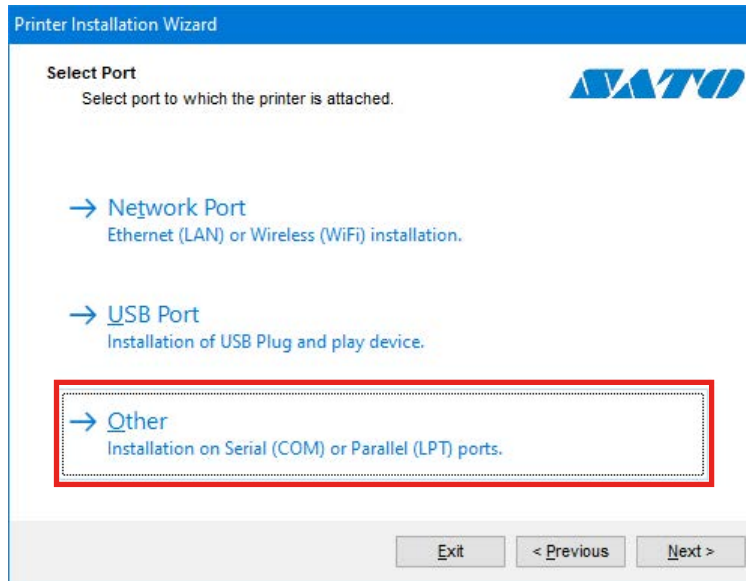 Printer Installation Wizard
Select Port
Select port to which the printer is attached.
SATO
Network Port
Ethernet (LAN) or Wireless (WiFi) installation.
USB Port
Installation of USB Plug and play device.
Other
Installation on Serial (COM) or Parallel (LPT) ports.
Exit
< Previous
Next >